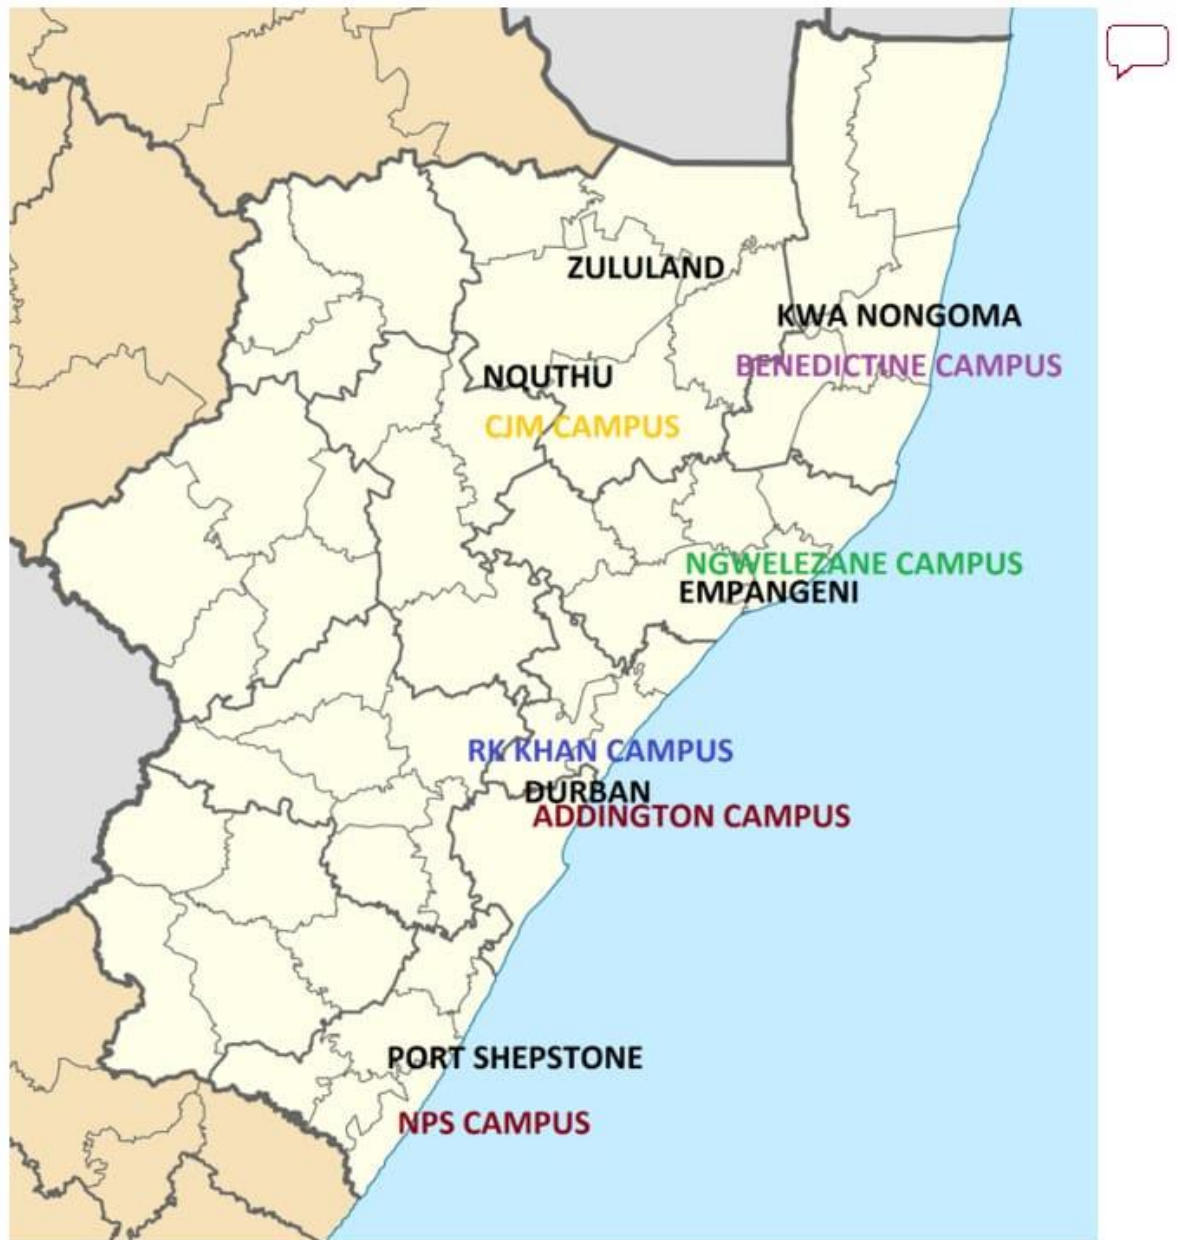 ZULULAND
KWA NONGOMA
BENEDICTINE CAMPUS
NQUTHU
CJM CAMPUS
NGWELEZANE CAMPUS
EMPANGENI
RK KHAN CAMPUS
DURBAN
ADDINGTON CAMPUS
PORT SHEPSTONE
NPS CAMPUS